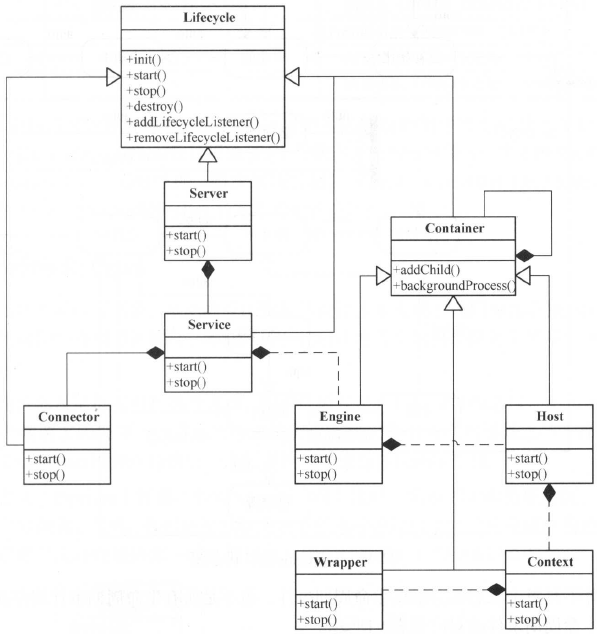 Lifecycle
+init()
+start()
+stop()
+destroy()
+addLifecycleListener()
+removeLifecycleListener()
Server
+start()
+stop()
Container
+addChild()
+backgroundProcess()
Service
+start()
+stop()
Connector
+start()
+stop()
Engine
+start()
+stop()
Host
+start()
+stop()
Wrapper
+start()
+stop()
Context
+start()
+stop()